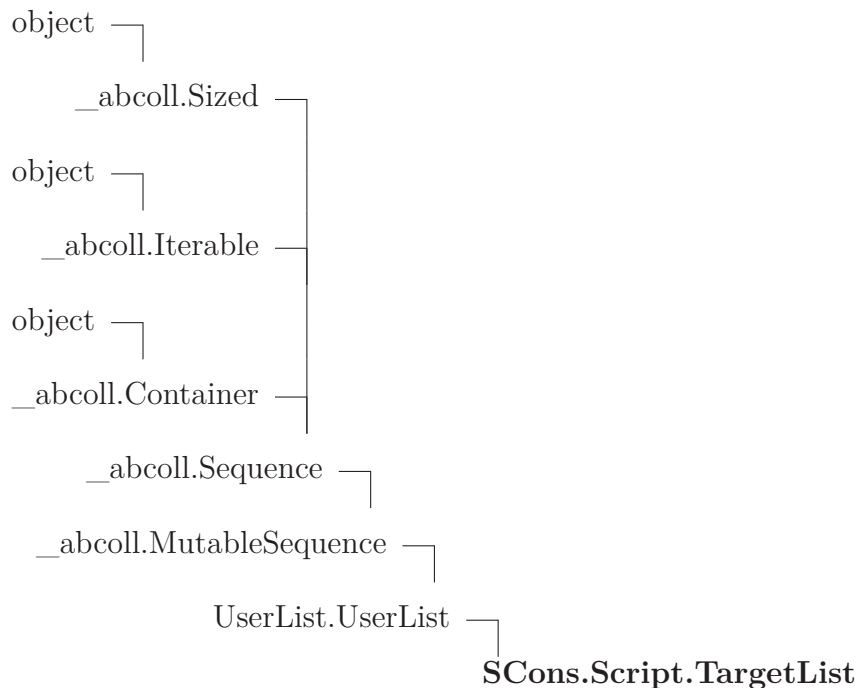 object
_abcoll.Sized
object
_abcoll.Iterable
object
_abcoll.Container
_abcoll.Sequence
_abcoll.MutableSequence
UserList.UserList
SCons.Script.TargetList